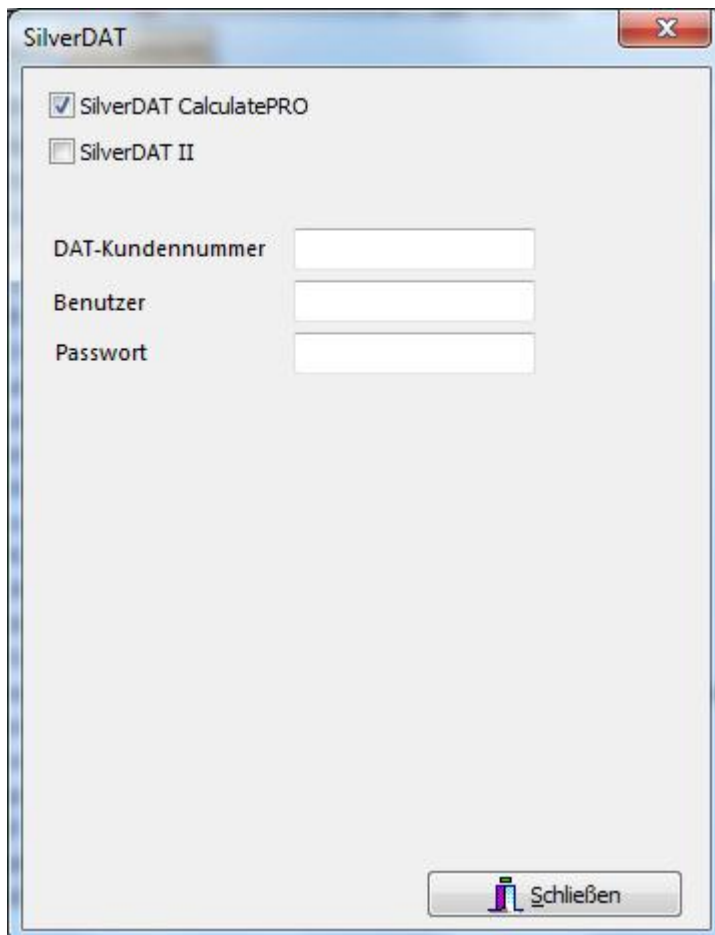 SilverDAT
SilverDAT CalculatePRO
SilverDAT II
DAT-Kundennummer
Benutzer
Passwort
Schließen